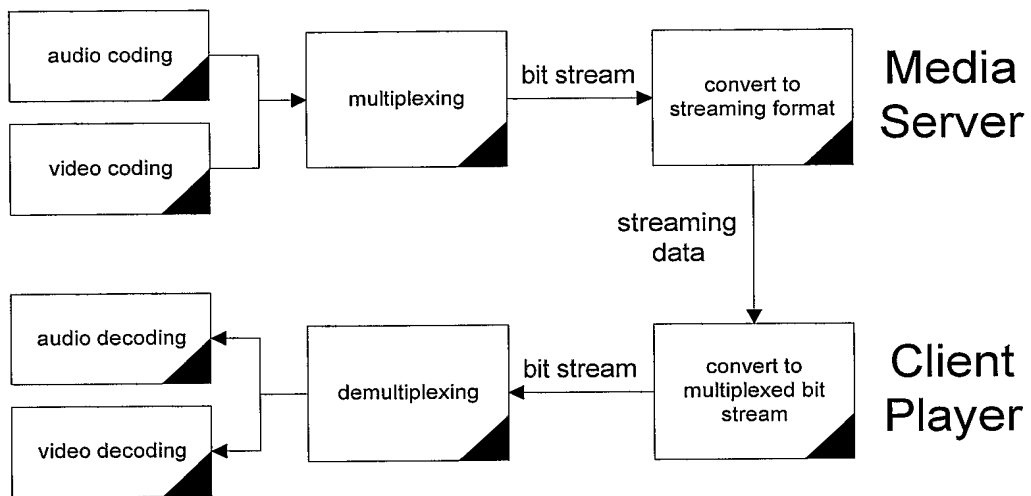 audio coding
video coding
multiplexing
bit stream
convert to
streaming format
Media
Server
streaming
data
audio decoding
video decoding
demultiplexing
bit stream
convert to
multiplexed bit
stream
Client
Player